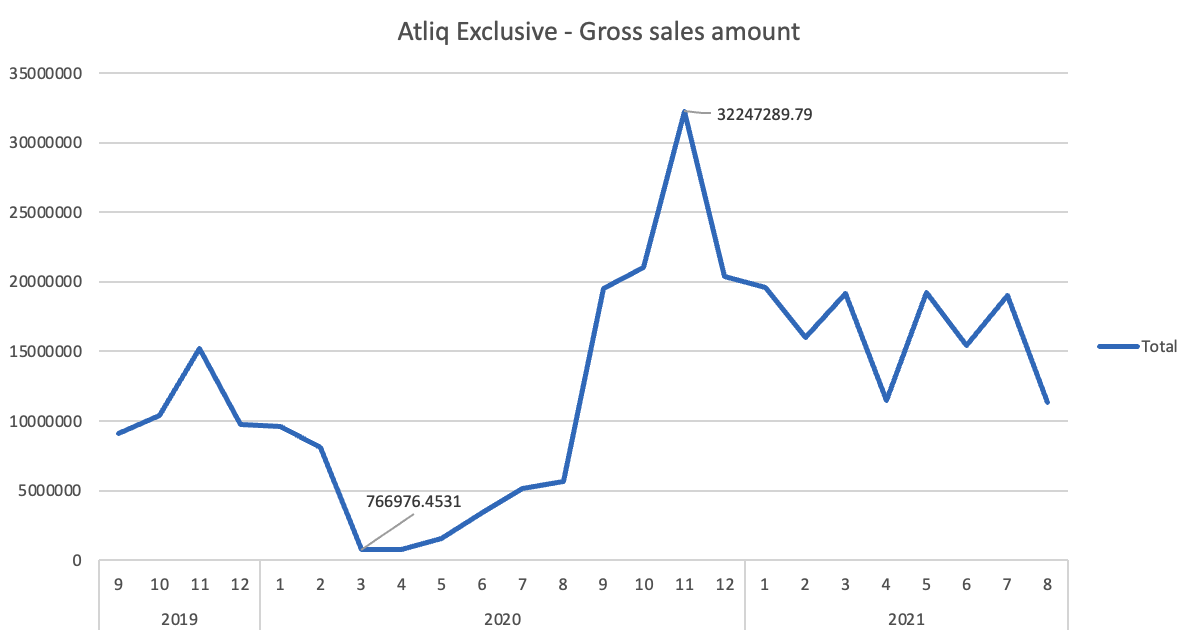 Atliq Exclusive - Gross sales amount
35000000
32247289.79
30000000
25000000
20000000
15000000
Total
10000000
5000000
766976.4531
0
9 10 11 12 1 2 3 4 5 6 7 8 9 10 11 12 1 2 3 4 5 6 7 8
2019 2020 2021